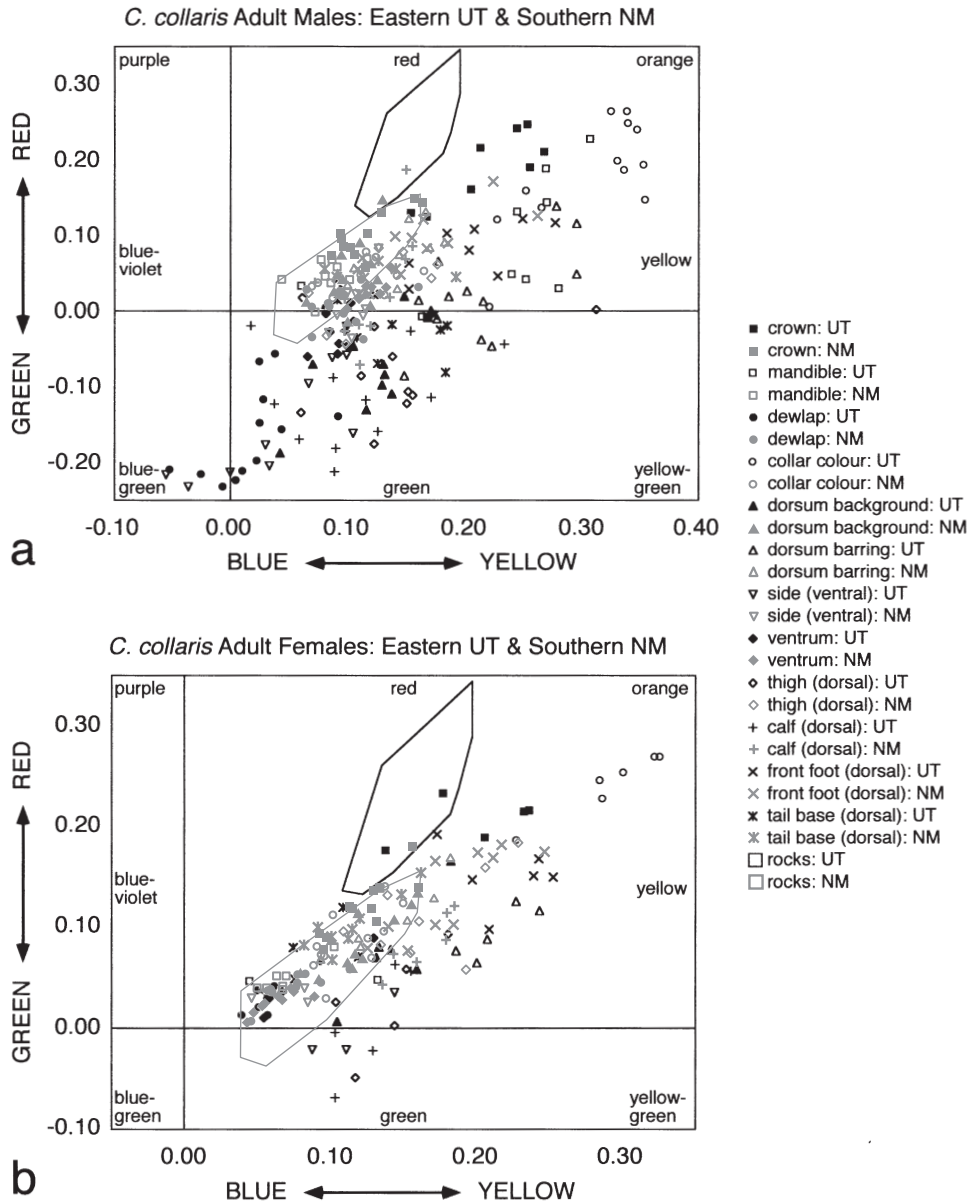 C. collaris Adult Males: Eastern UT & Southern NM
purple
red
orange
0.30
0.20
0.10
0.00
-0.10
-0.20
RED
GREEN
blue-
violet
yellow
blue-
green
green
yellow-
green
-0.10
0.00
0.10
0.20
0.30
0.40
a
BLUE
YELLOW
crown: UT
crown: NM
mandible: UT
mandible: NM
dewlap: UT
dewlap: NM
collar colour: UT
collar colour: NM
dorsum background: UT
dorsum background: NM
dorsum barring: UT
dorsum barring: NM
side (ventral): UT
side (ventral): NM
ventrum: UT
ventrum: NM
thigh (dorsal): UT
thigh (dorsal): NM
calf (dorsal): UT
calf (dorsal): NM
front foot (dorsal): UT
front foot (dorsal): NM
tail base (dorsal): UT
tail base (dorsal): NM
rocks: UT
rocks: NM
C. collaris Adult Females: Eastern UT & Southern NM
purple
red
orange
0.30
0.20
0.10
0.00
-0.10
RED
GREEN
blue-
violet
yellow
blue-
green
green
yellow-
green
0.00
0.10
0.20
0.30
b
BLUE
YELLOW